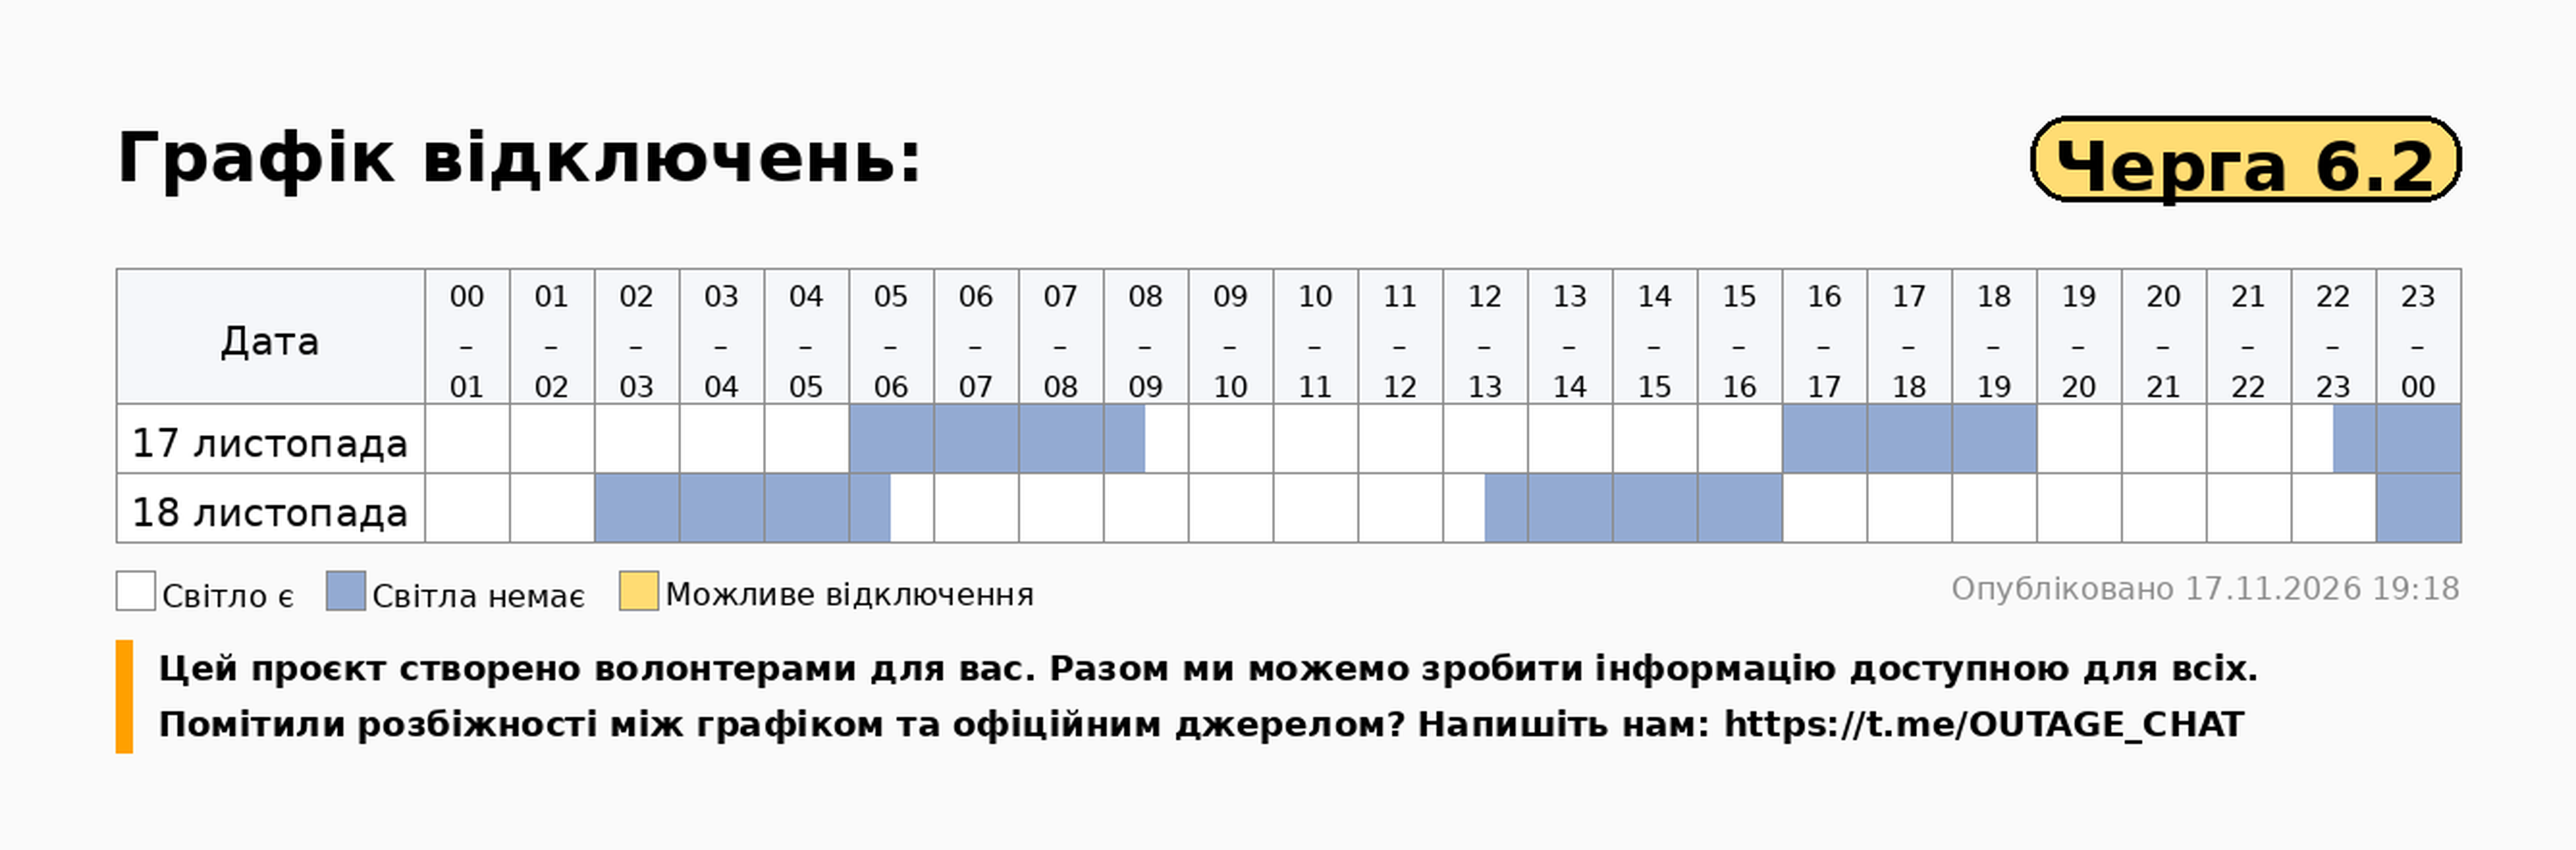 Графік відключень:
Черга 6.2
Дата 00 – 01 01 – 02 02 – 03 03 – 04 04 – 05 05 – 06 06 – 07 07 – 08 08 – 09 09 – 10 10 – 11 11 – 12 12 – 13 13 – 14 14 – 15 15 – 16 16 – 17 17 – 18 18 – 19 19 – 20 20 – 21 21 – 22 22 – 23 23 – 00
17 листопада
18 листопада
Світло є Світла немає Можливе відключення
Опубліковано 17.11.2026 19:18
Цей проєкт створено волонтерами для вас. Разом ми можемо зробити інформацію доступною для всіх.
Помітили розбіжності між графіком та офіційним джерелом? Напишіть нам: https://t.me/OUTAGE_CHAT